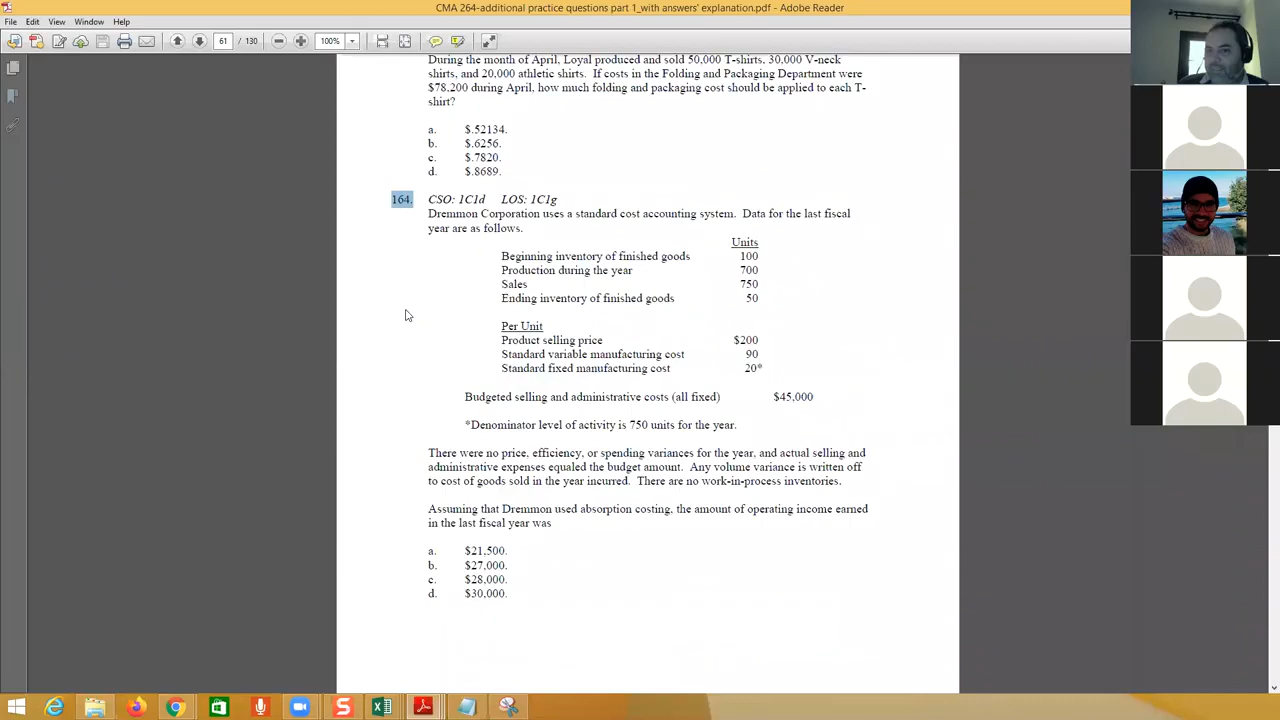 CMA 264-additional practice questions part 1_with answers' explanation.pdf - Adobe Reader
File Edit View Window Help
61 / 130 100%
During the month of April, Loyal produced and sold 50,000 T-shirts, 30,000 V-neck
shirts, and 20,000 athletic shirts. If costs in the Folding and Packaging Department were
$78,200 during April, how much folding and packaging cost should be applied to each T-
shirt?
a. $.52134.
b. $.6256.
c. $.7820.
d. $.8689.
164. CSO: 1C1d LOS: 1C1g
Dremmon Corporation uses a standard cost accounting system. Data for the last fiscal
year are as follows.
Units
Beginning inventory of finished goods 100
Production during the year 700
Sales 750
Ending inventory of finished goods 50
Per Unit
Product selling price $200
Standard variable manufacturing cost 90
Standard fixed manufacturing cost 20*
Budgeted selling and administrative costs (all fixed) $45,000
*Denominator level of activity is 750 units for the year.
There were no price, efficiency, or spending variances for the year, and actual selling and
administrative expenses equaled the budget amount. Any volume variance is written off
to cost of goods sold in the year incurred. There are no work-in-process inventories.
Assuming that Dremmon used absorption costing, the amount of operating income earned
in the last fiscal year was
a. $21,500.
b. $27,000.
c. $28,000.
d. $30,000.